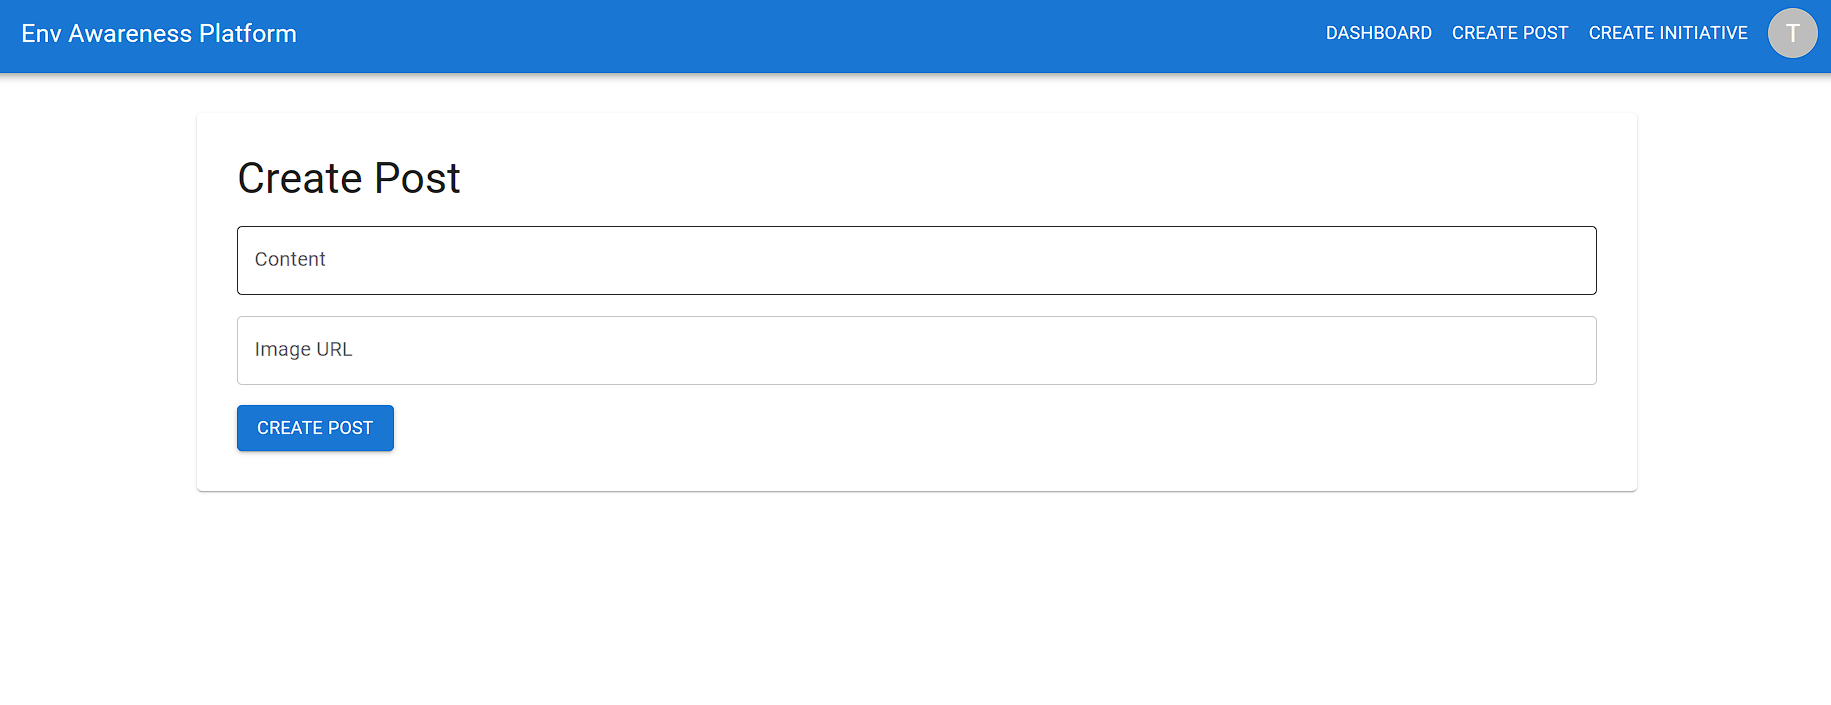 Env Awareness Platform
DASHBOARD CREATE POST CREATE INITIATIVE T
Create Post
Content
Image URL
CREATE POST